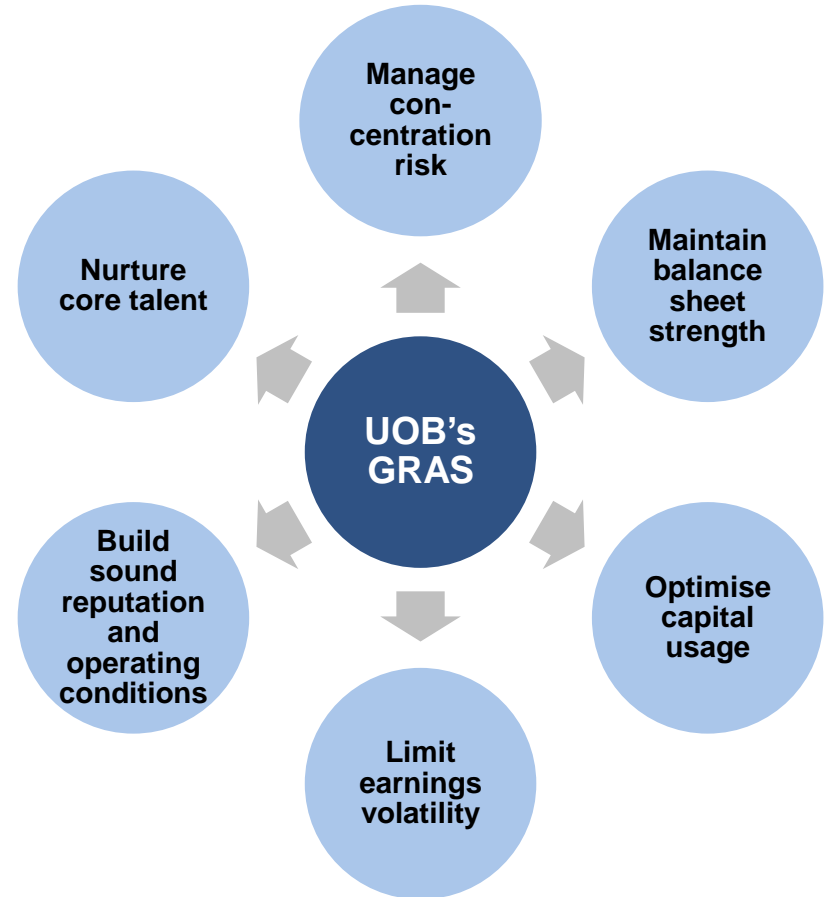 Manage
con-
centration
risk
Maintain
balance
sheet
strength
Optimise
capital
usage
Limit
earnings
volatility
Build
sound
reputation
and
operating
conditions
Nurture
core talent
UOB’s
GRAS